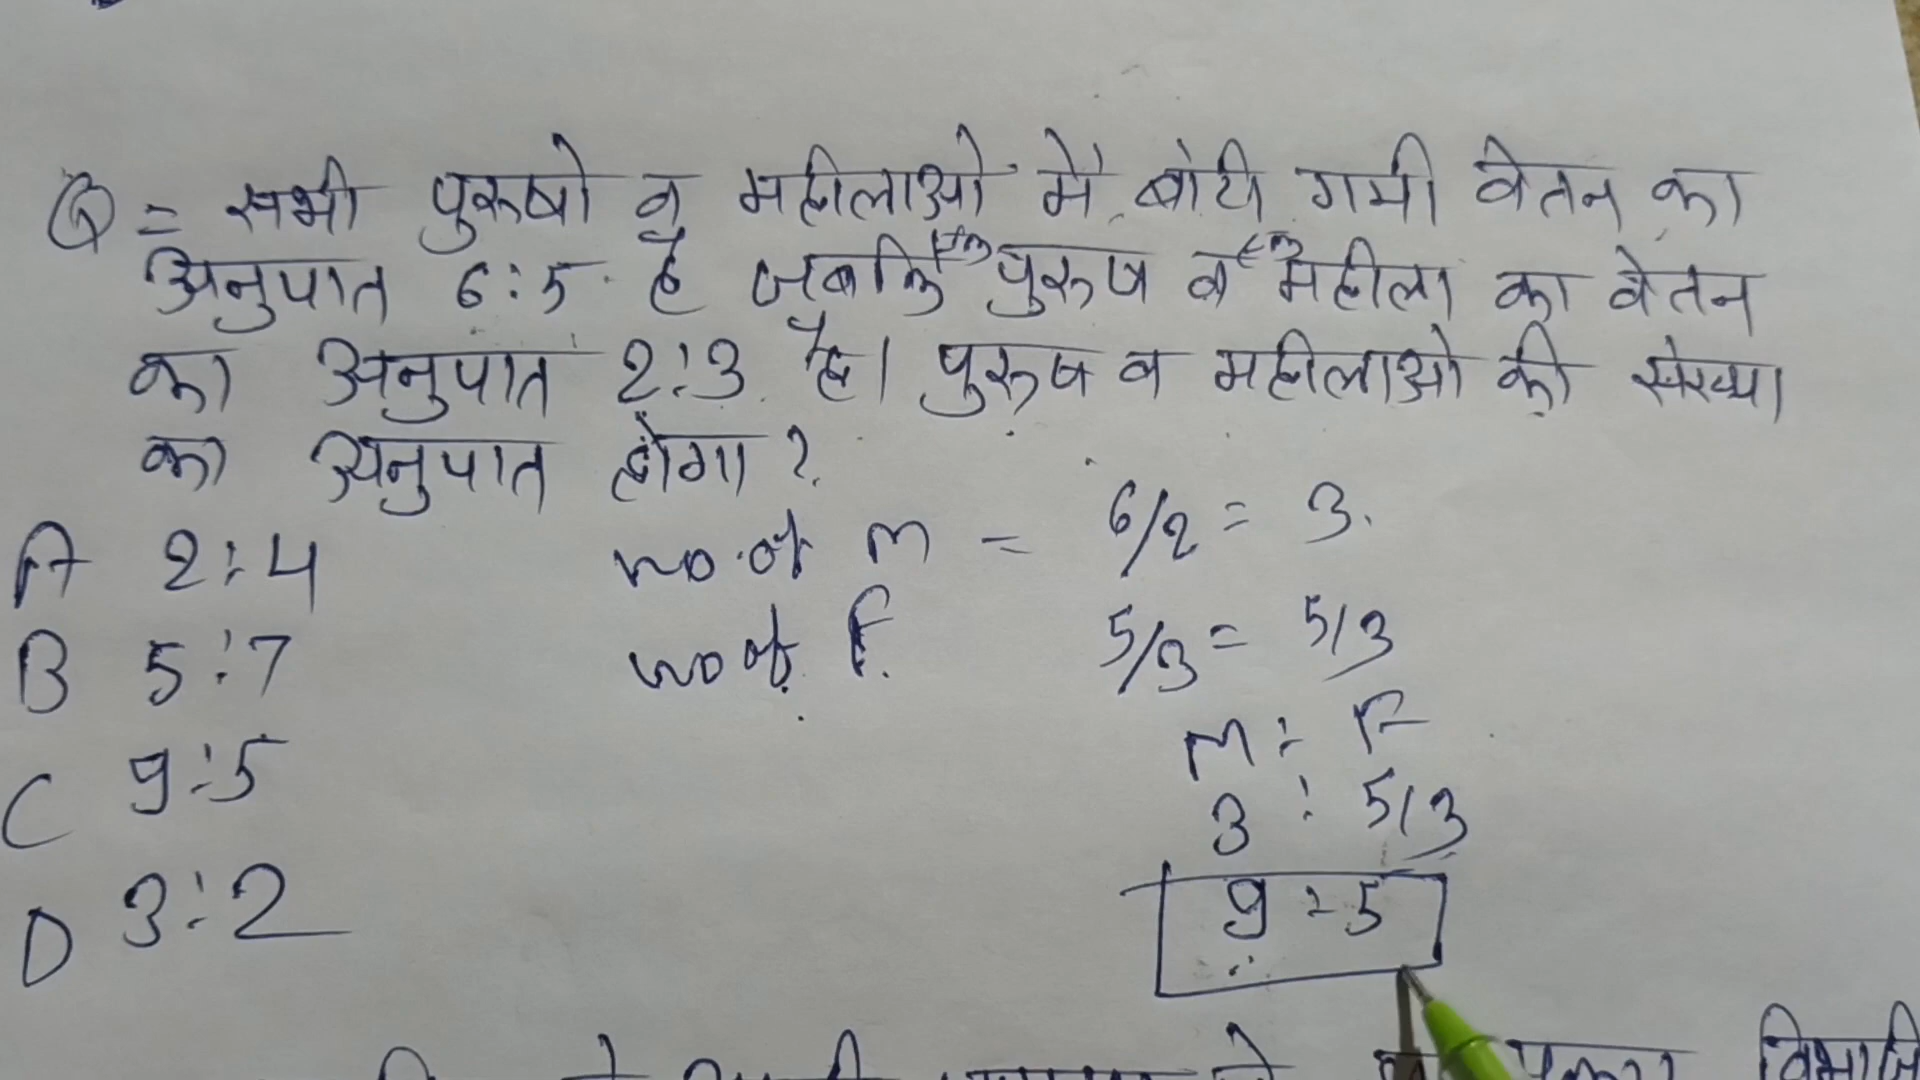 Q = सभी पुरुषो व महीलाओ में बांटी गयी वेतन का
अनुपात 6:5 है जबकि एक पुरुष व एक महीला का वेतन
का अनुपात 2:3 है। पुरुष व महीलाओ की संख्या
का अनुपात होगा ?
A 2:4
B 5:7
C 9:5
D 3:2
no of m = 6/2 = 3.
no of F. 5/3 = 5/3
m : F
3 : 5/3
9 : 5